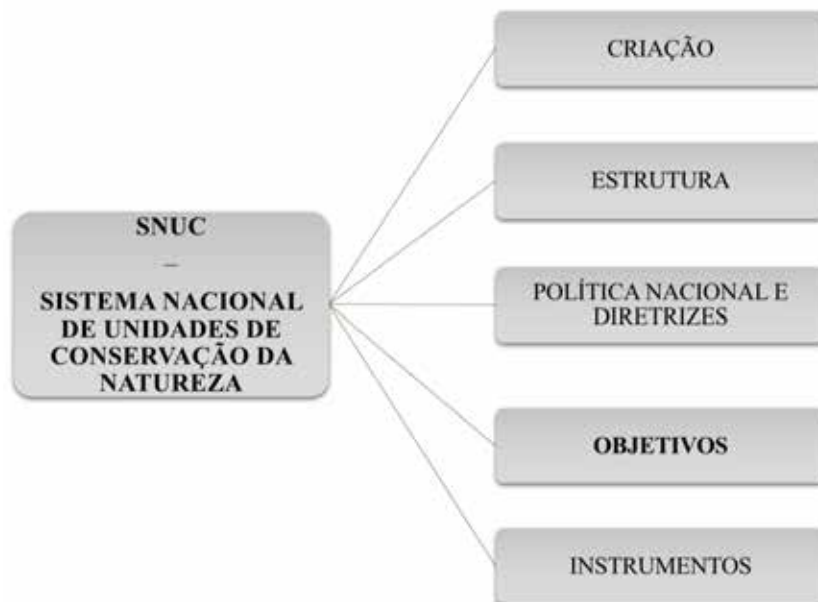 SNUC
–
SISTEMA NACIONAL
DE UNIDADES DE
CONSERVAÇÃO DA
NATUREZA
CRIAÇÃO
ESTRUTURA
POLÍTICA NACIONAL E
DIRETRIZES
OBJETIVOS
INSTRUMENTOS